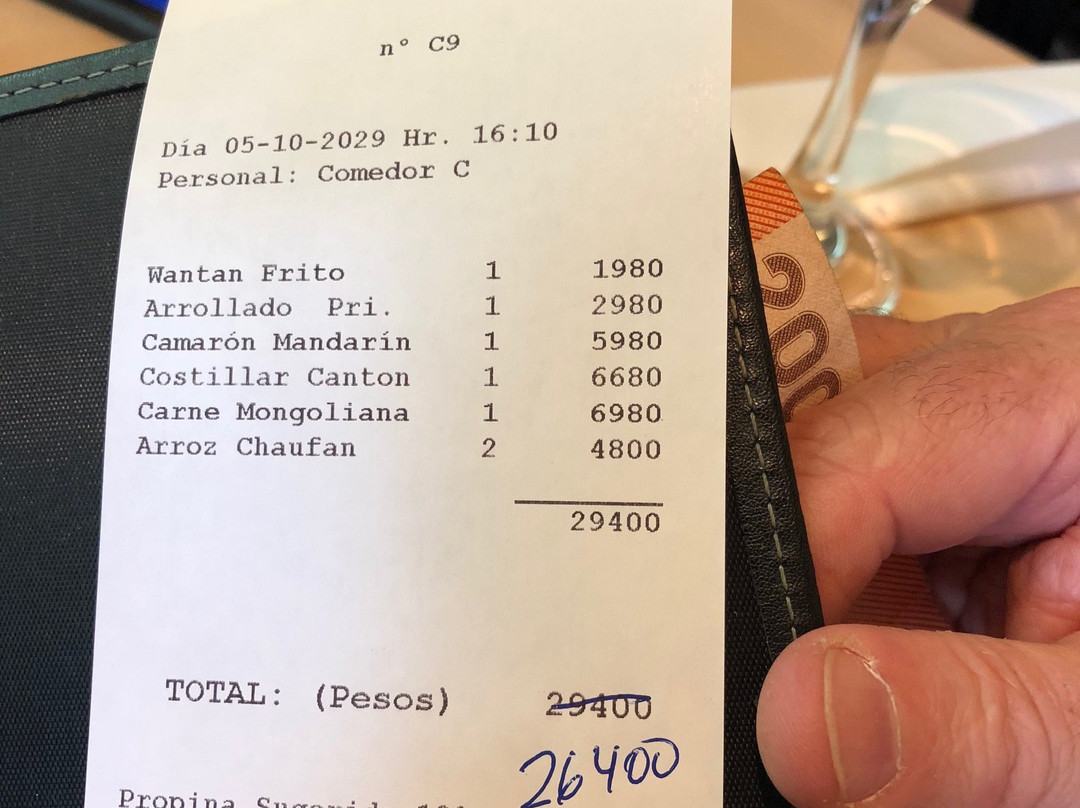 n° C9
Día 05-10-2029 Hr. 16:10
Personal: Comedor C
Wantan Frito 1 1980
Arrollado Pri. 1 2980
Camarón Mandarín 1 5980
Costillar Canton 1 6680
Carne Mongoliana 1 6980
Arroz Chaufan 2 4800
29400
TOTAL: (Pesos) 29400
26400
Propina
200